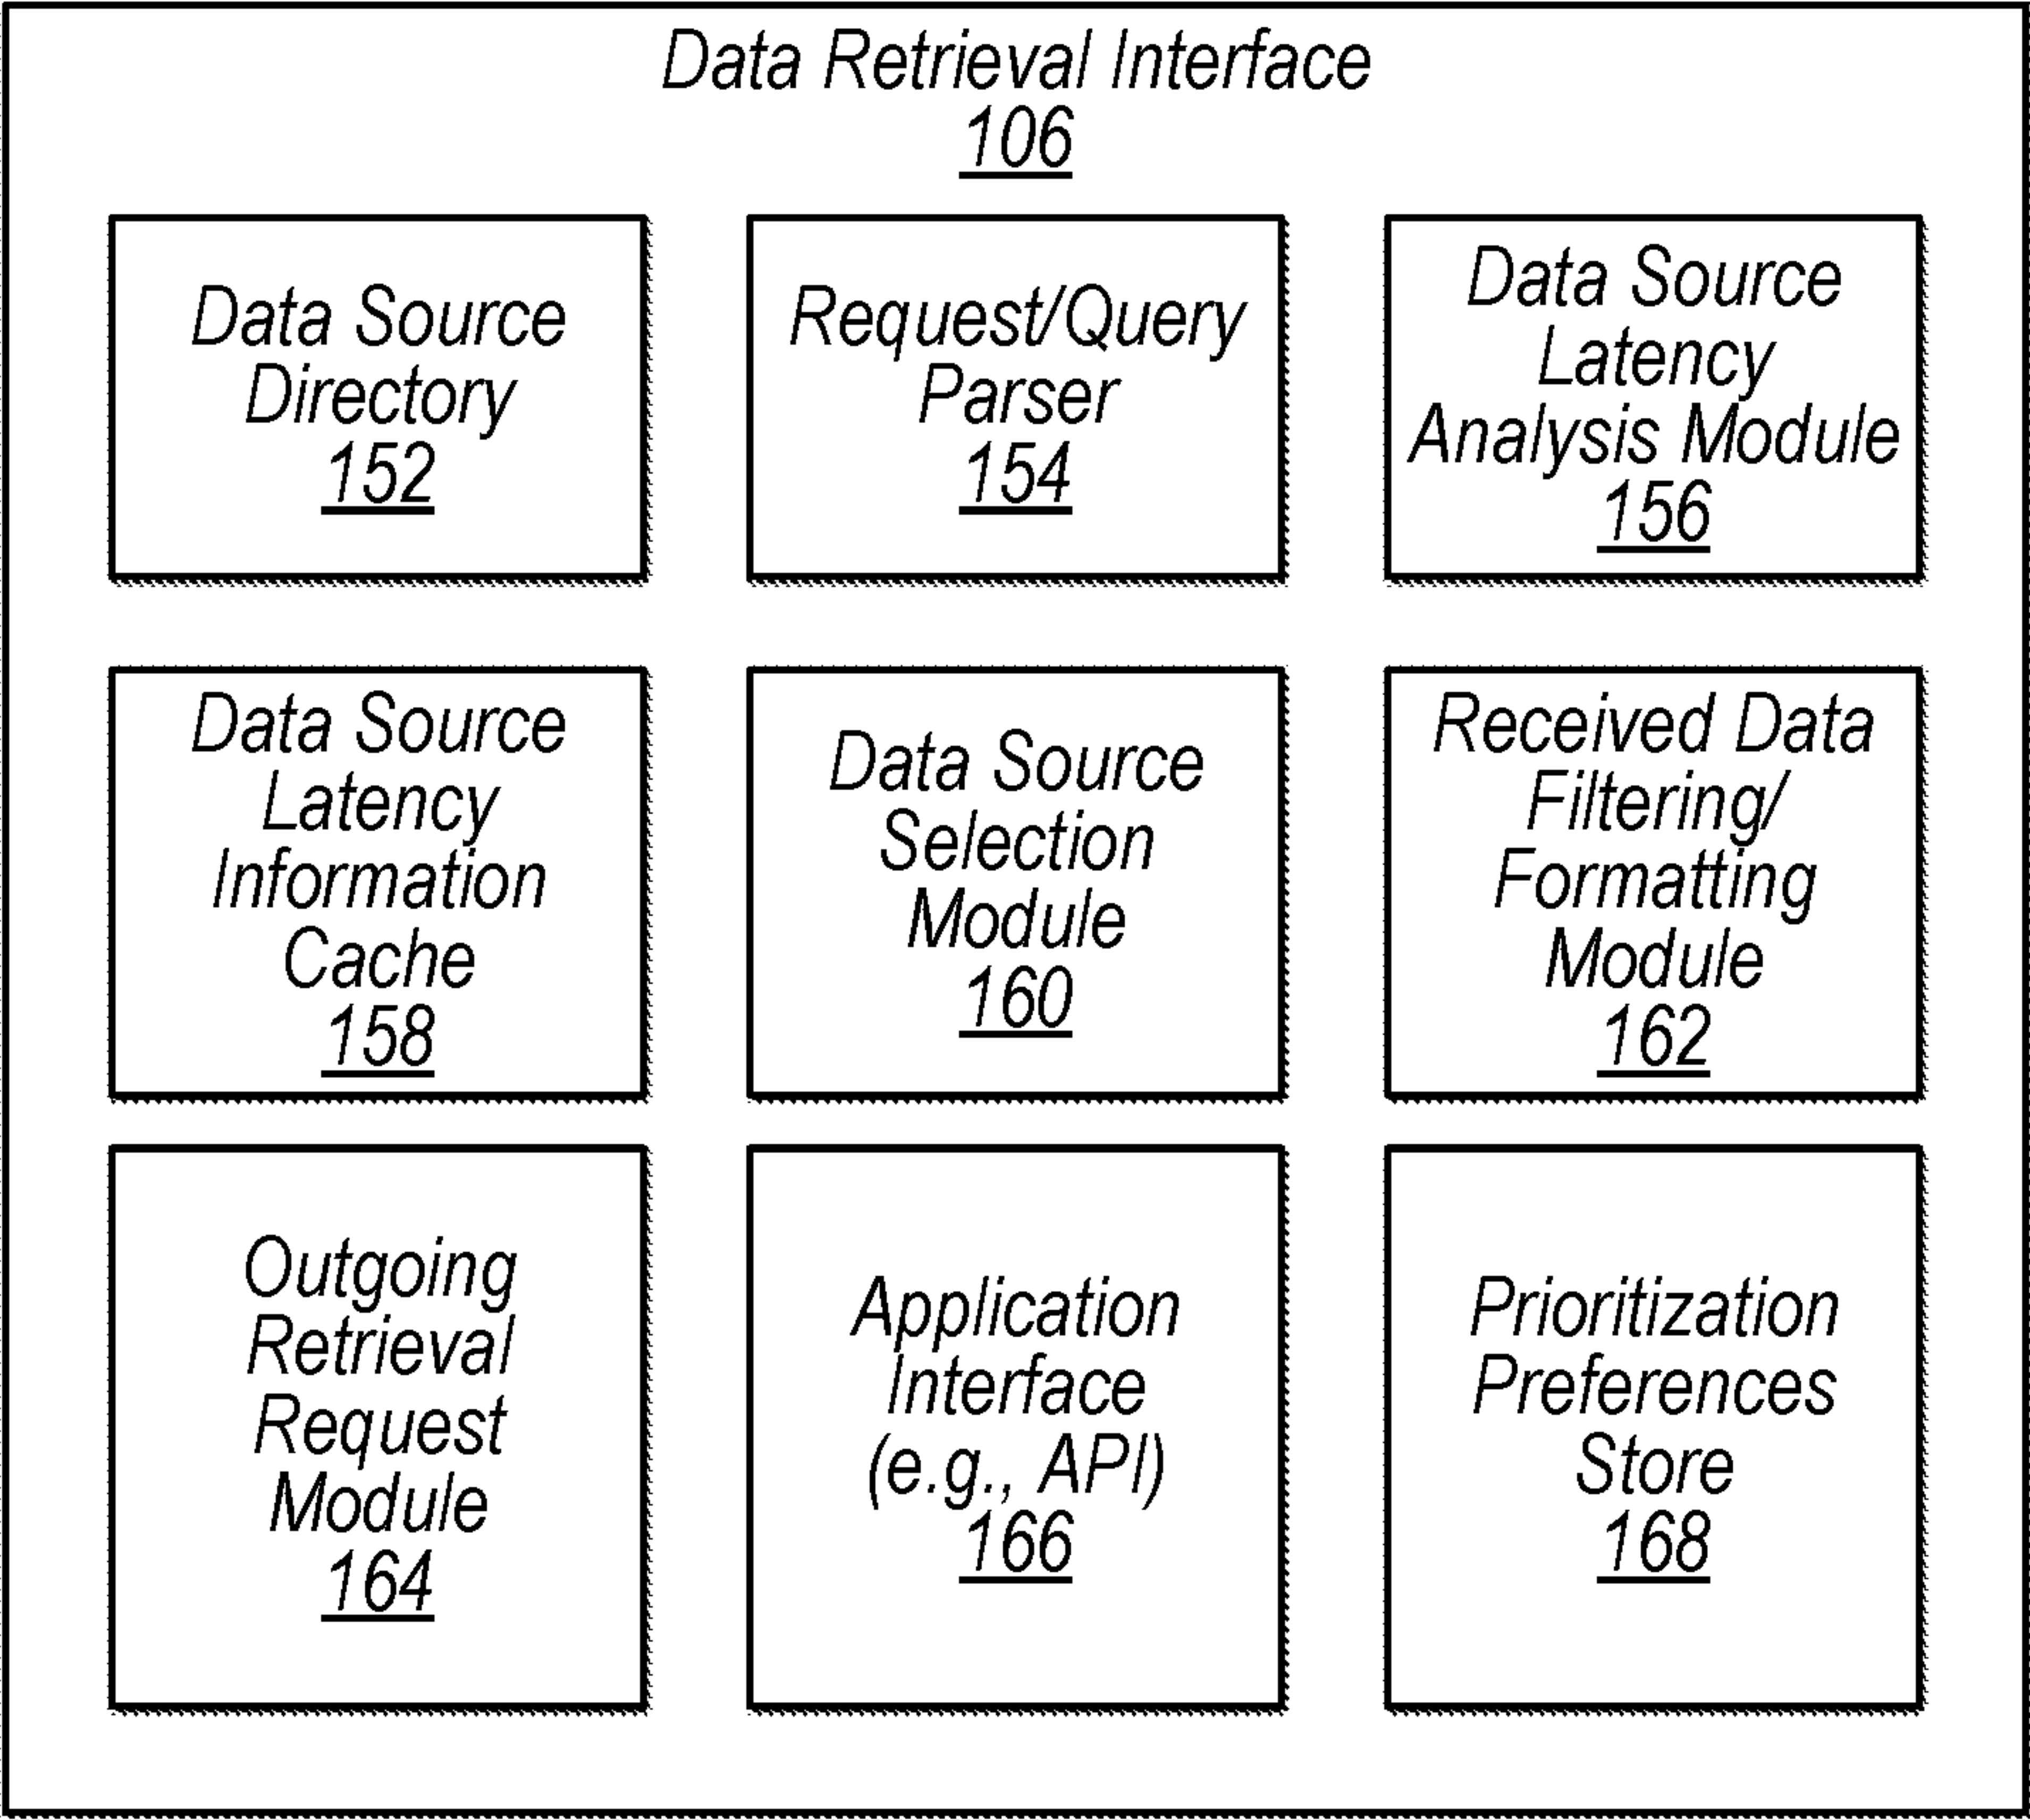 Data Retrieval Interface
106
Data Source
Directory
152
Request/Query
Parser
154
Data Source
Latency
Analysis Module
156
Data Source
Latency
Information
Cache
158
Data Source
Selection
Module
160
Received Data
Filtering/
Formatting
Module
162
Outgoing
Retrieval
Request
Module
164
Application
Interface
(e.g., API)
166
Prioritization
Preferences
Store
168